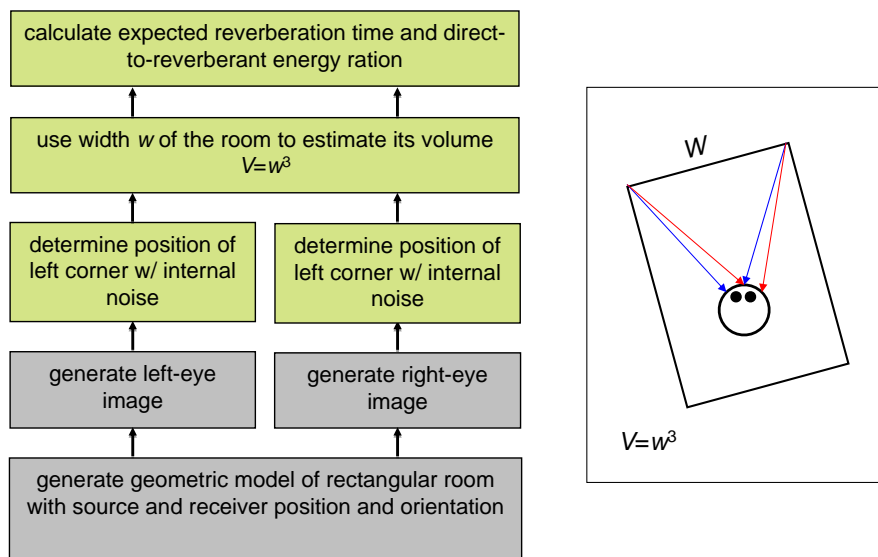 calculate expected reverberation time and direct-
to-reverberant energy ration
use width w of the room to estimate its volume
V=w³
determine position of
left corner w/ internal
noise
determine position of
left corner w/ internal
noise
generate left-eye
image
generate right-eye
image
generate geometric model of rectangular room
with source and receiver position and orientation
W
V=w³